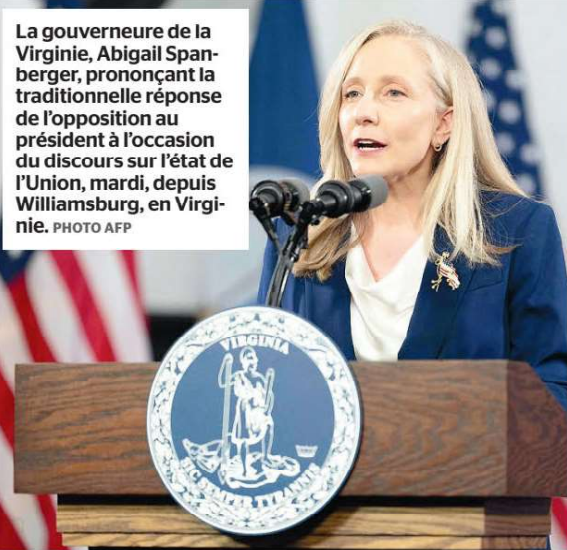 La gouverneure de la
Virginie, Abigail Span-
berger, prononçant la
traditionnelle réponse
de l’opposition au
président à l’occasion
du discours sur l’état de
l’Union, mardi, depuis
Williamsburg, en Virgi-
nie. PHOTO AFP
VIRGINIA
SIC SEMPER TYRANNIS